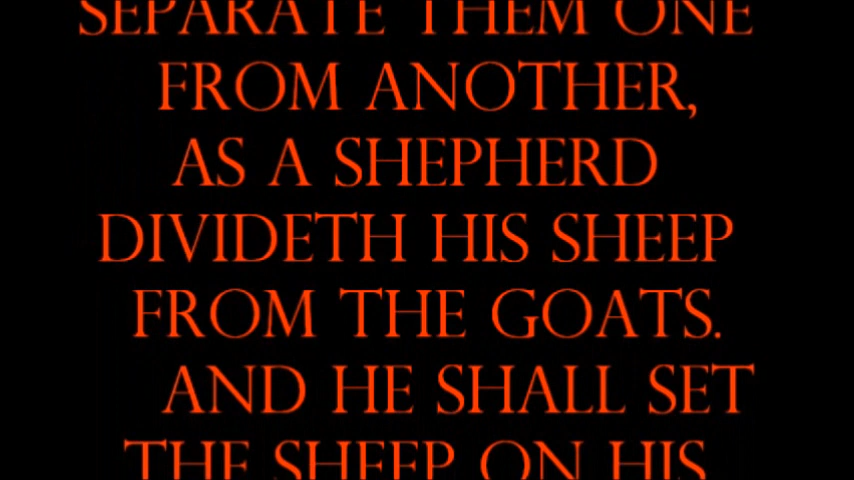 SEPARATE THEM ONE
FROM ANOTHER,
AS A SHEPHERD
DIVIDETH HIS SHEEP
FROM THE GOATS.
AND HE SHALL SET
THE SHEEP ON HIS